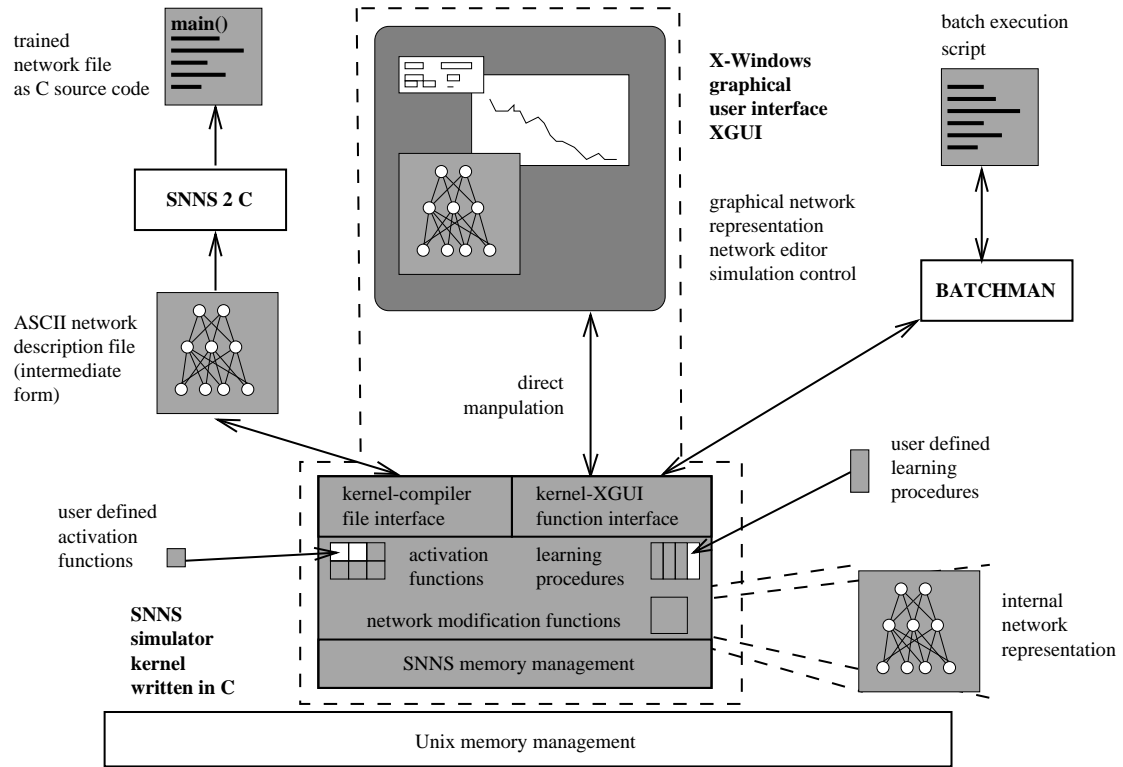 main()
trained
network file
as C source code
SNNS 2 C
ASCII network
description file
(intermediate
form)
X-Windows
graphical
user interface
XGUI
graphical network
representation
network editor
simulation control
batch execution
script
BATCHMAN
direct
manpulation
user defined
learning
procedures
kernel-compiler
file interface
kernel-XGUI
function interface
user defined
activation
functions
activation
functions
learning
procedures
network modification functions
SNNS memory management
SNNS
simulator
kernel
written in C
internal
network
representation
Unix memory management